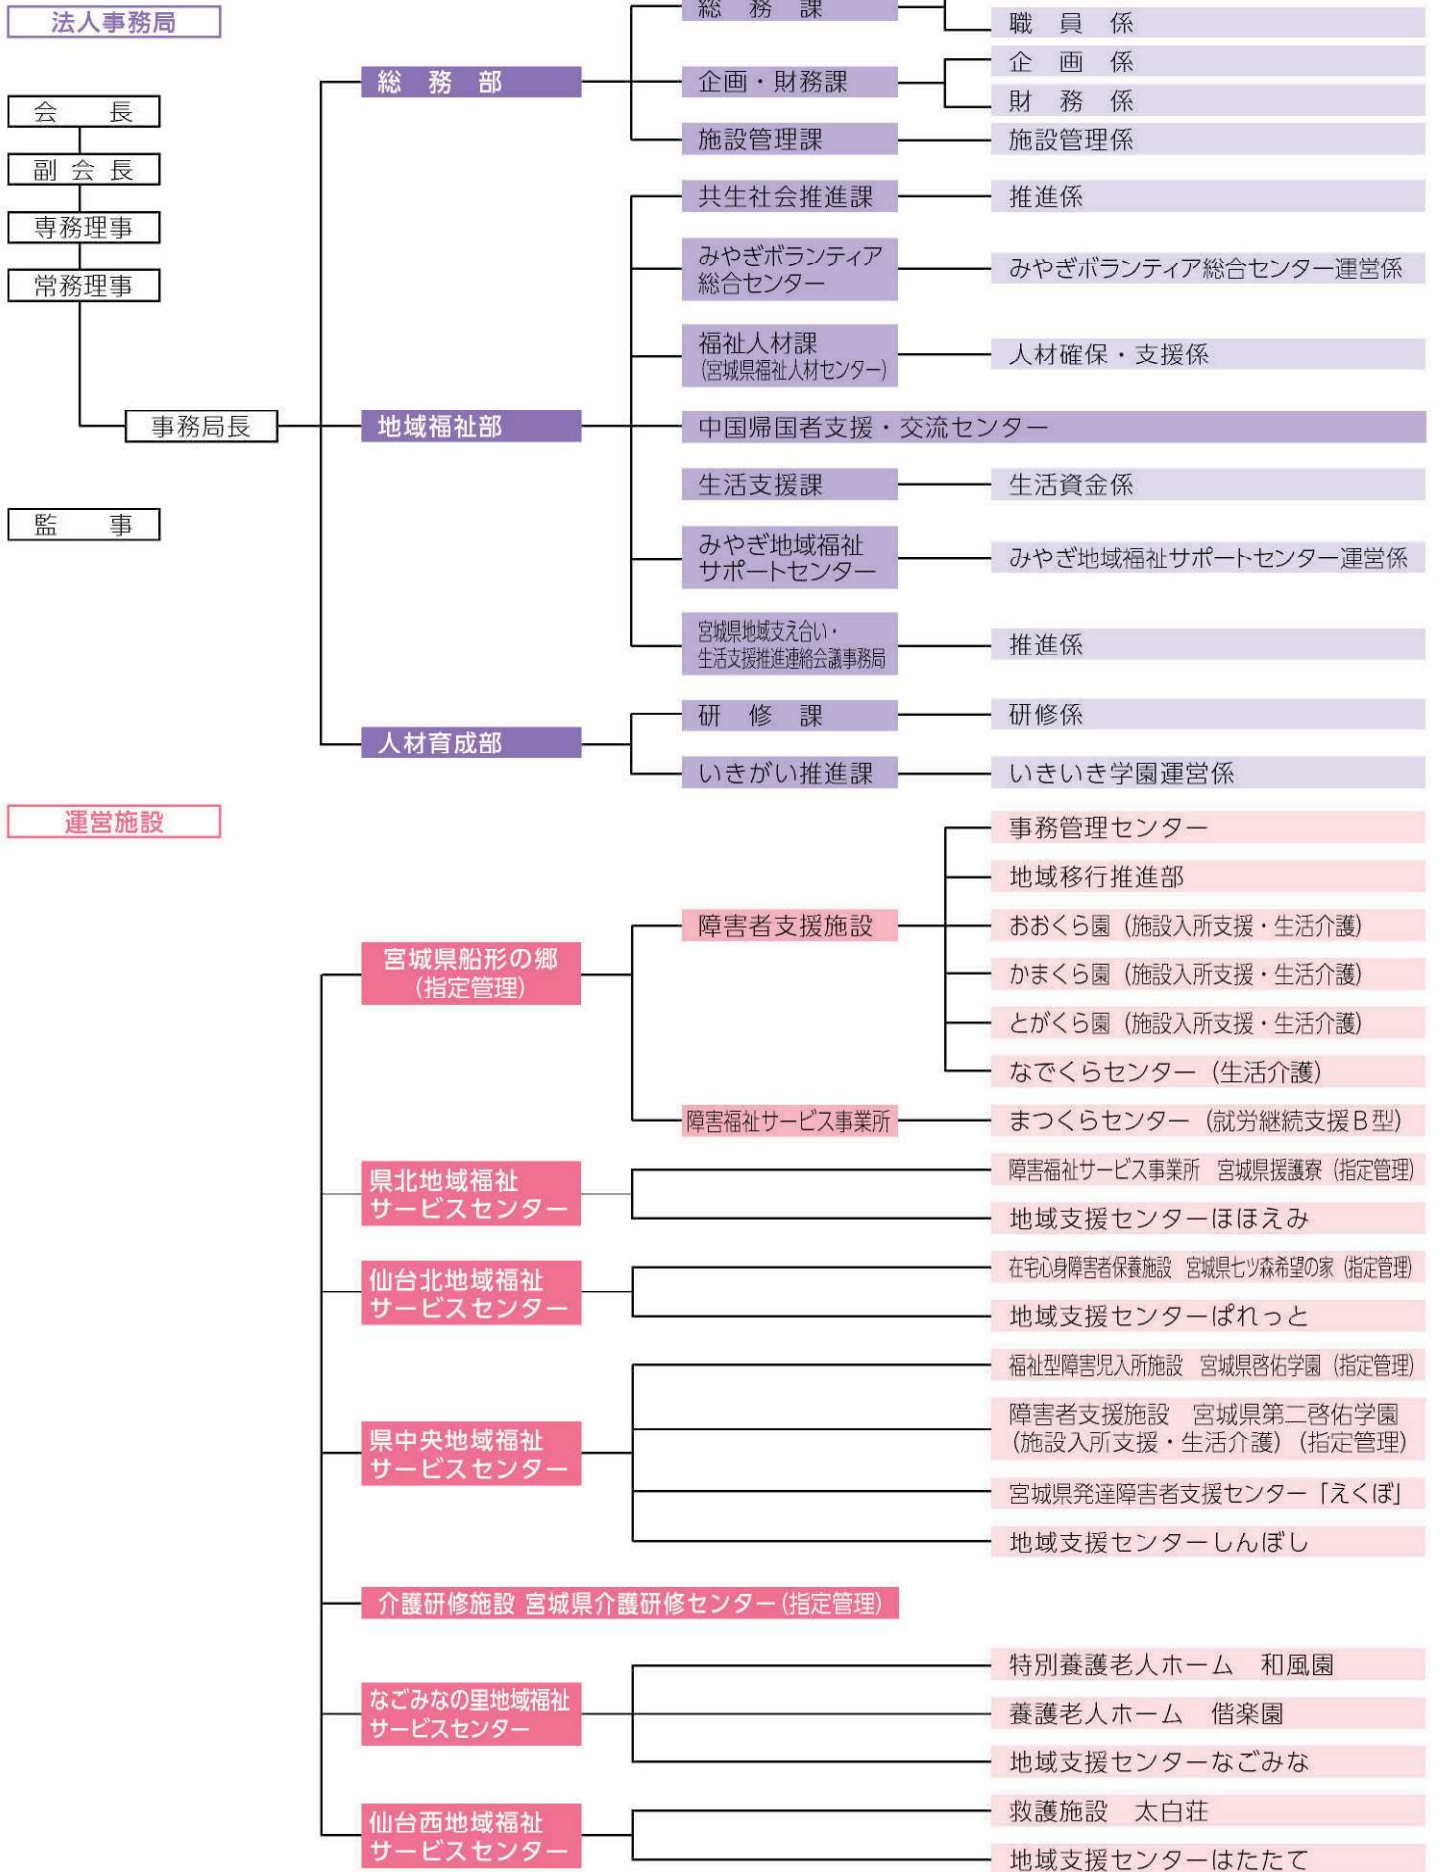 法人事務局
会長
副会長
専務理事
常務理事
事務局長
監事
総務部
総務課
職員係
企画・財務課
企画係
財務係
施設管理課
施設管理係
地域福祉部
共生社会推進課
推進係
みやぎボランティア
総合センター
みやぎボランティア総合センター運営係
福祉人材課
(宮城県福祉人材センター)
人材確保・支援係
中国帰国者支援・交流センター
生活支援課
生活資金係
みやぎ地域福祉
サポートセンター
みやぎ地域福祉サポートセンター運営係
宮城県地域支え合い・
生活支援推進連絡会議事務局
推進係
人材育成部
研修課
研修係
いきがい推進課
いきいき学園運営係
運営施設
宮城県船形の郷
(指定管理)
障害者支援施設
事務管理センター
地域移行推進部
おおくら園（施設入所支援・生活介護）
かまくら園（施設入所支援・生活介護）
とがくら園（施設入所支援・生活介護）
なでくらセンター（生活介護）
障害福祉サービス事業所
まつくらセンター（就労継続支援Ｂ型）
県北地域福祉
サービスセンター
障害福祉サービス事業所　宮城県援護寮（指定管理）
地域支援センターほほえみ
仙台北地域福祉
サービスセンター
在宅心身障害者保養施設　宮城県七ツ森希望の家（指定管理）
地域支援センターぱれっと
県中央地域福祉
サービスセンター
福祉型障害児入所施設　宮城県啓佑学園（指定管理）
障害者支援施設　宮城県第二啓佑学園
（施設入所支援・生活介護）（指定管理）
宮城県発達障害者支援センター「えくぼ」
地域支援センターしんぼし
介護研修施設 宮城県介護研修センター(指定管理)
なごみなの里地域福祉
サービスセンター
特別養護老人ホーム　和風園
養護老人ホーム　偕楽園
地域支援センターなごみな
仙台西地域福祉
サービスセンター
救護施設　太白荘
地域支援センターはたたて